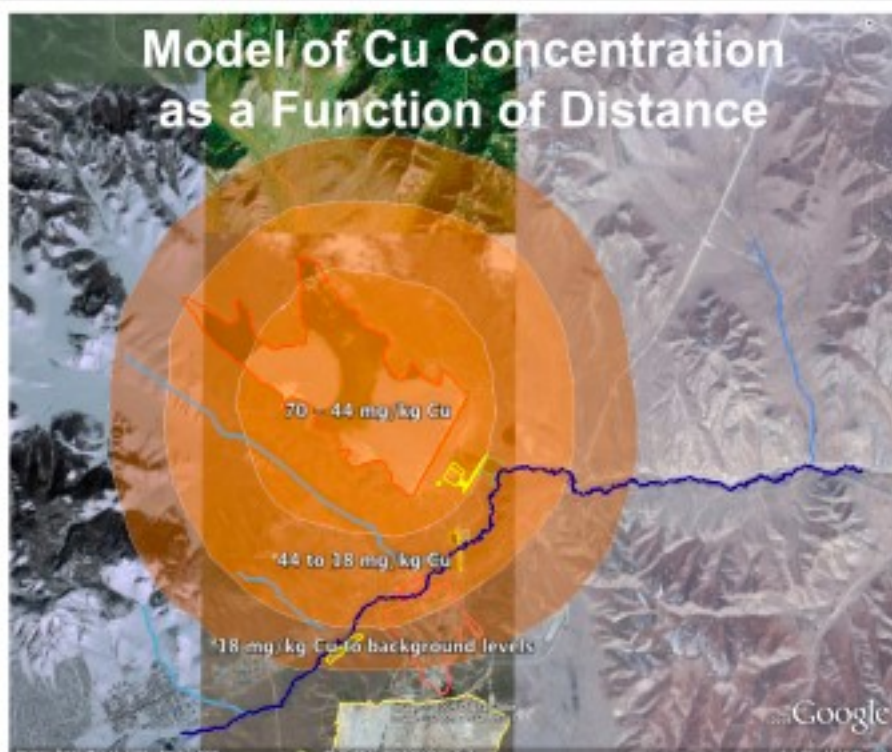 Model of Cu Concentration
as a Function of Distance
70 - 44 mg/kg Cu
*44 to 18 mg/kg Cu
*18 mg/kg Cu to background levels
Google